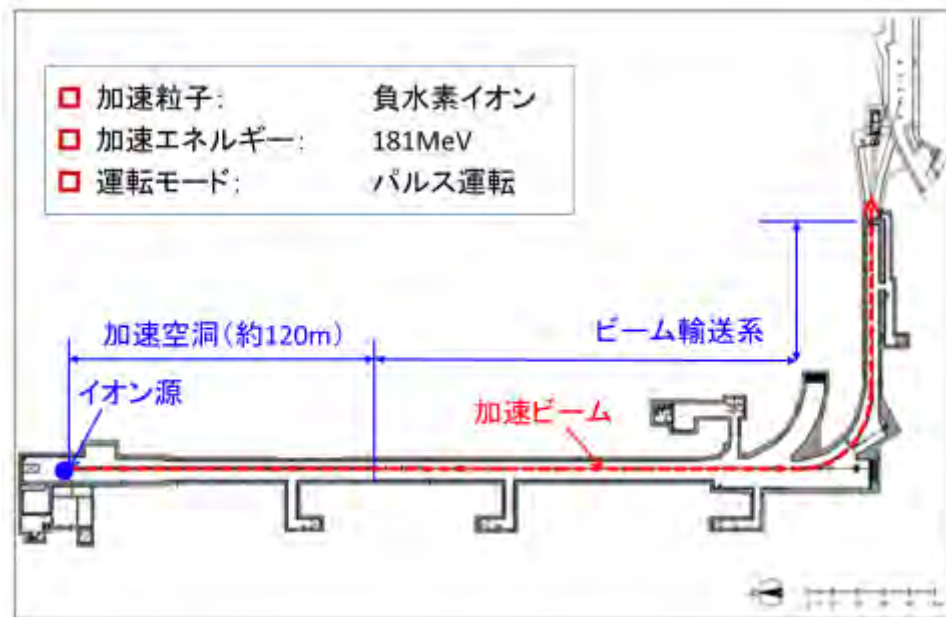 加速粒子: 負水素イオン
加速エネルギー: 181MeV
運転モード: パルス運転
加速空洞(約120m)
ビーム輸送系
イオン源
加速ビーム